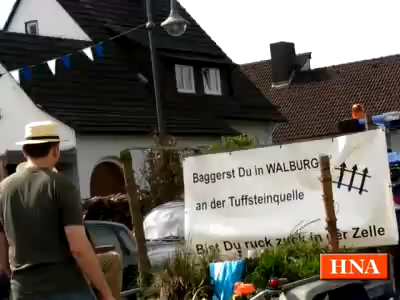 Baggerst Du in WALBURG
an der Tuffsteinquelle
Bist Du ruck zuck in der Zelle
HNA